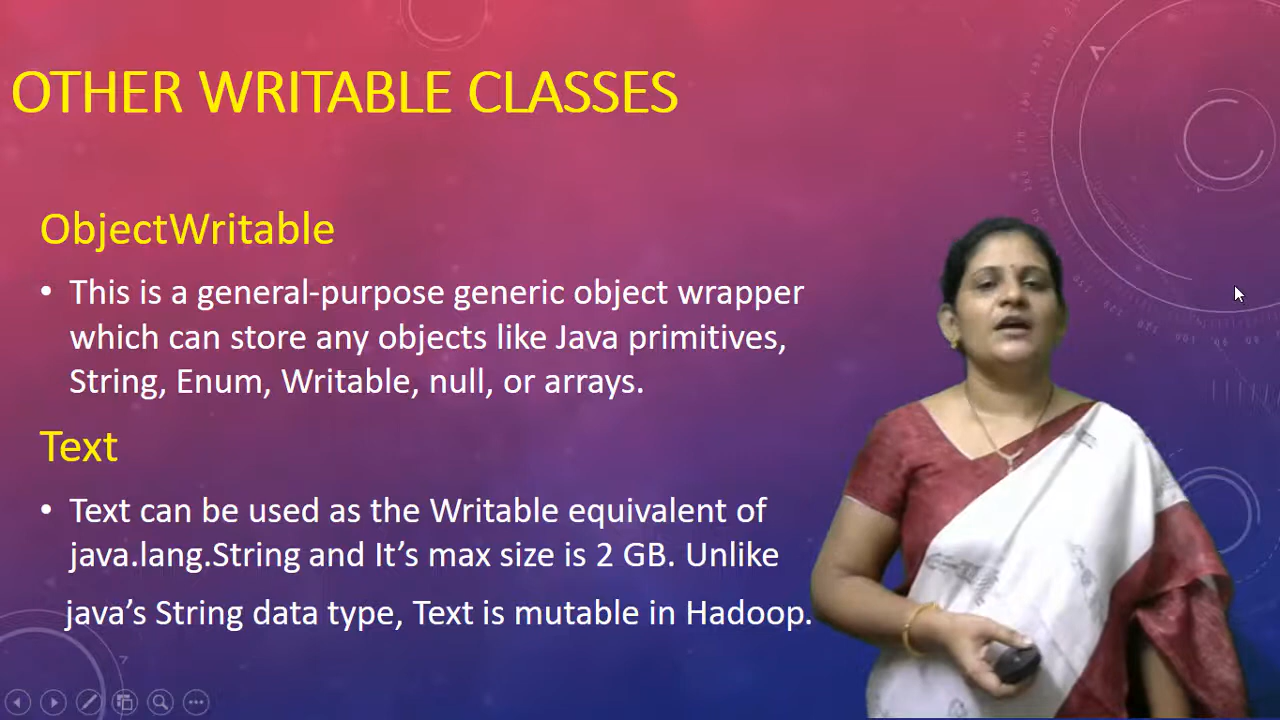 OTHER WRITABLE CLASSES
ObjectWritable
• This is a general-purpose generic object wrapper
which can store any objects like Java primitives,
String, Enum, Writable, null, or arrays.
Text
• Text can be used as the Writable equivalent of
java.lang.String and It’s max size is 2 GB. Unlike
java’s String data type, Text is mutable in Hadoop.